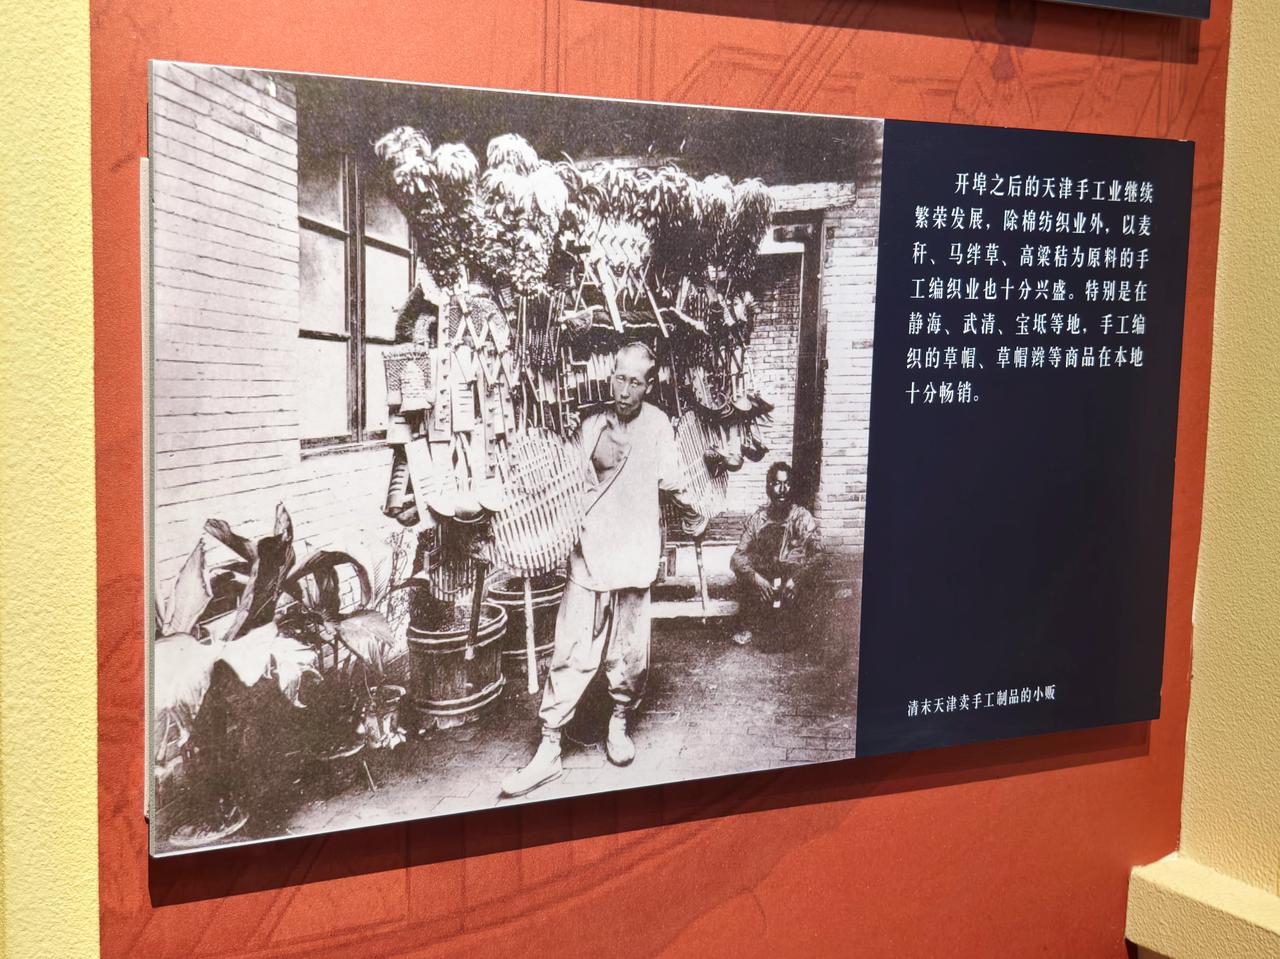 开埠之后的天津手工业继续
繁荣发展，除棉纺织业外，以麦
秆、马绊草、高粱秸为原料的手
工编织业也十分兴盛。特别是在
静海、武清、宝坻等地，手工编
织的草帽、草帽辫等商品在本地
十分畅销。
清末天津卖手工制品的小贩